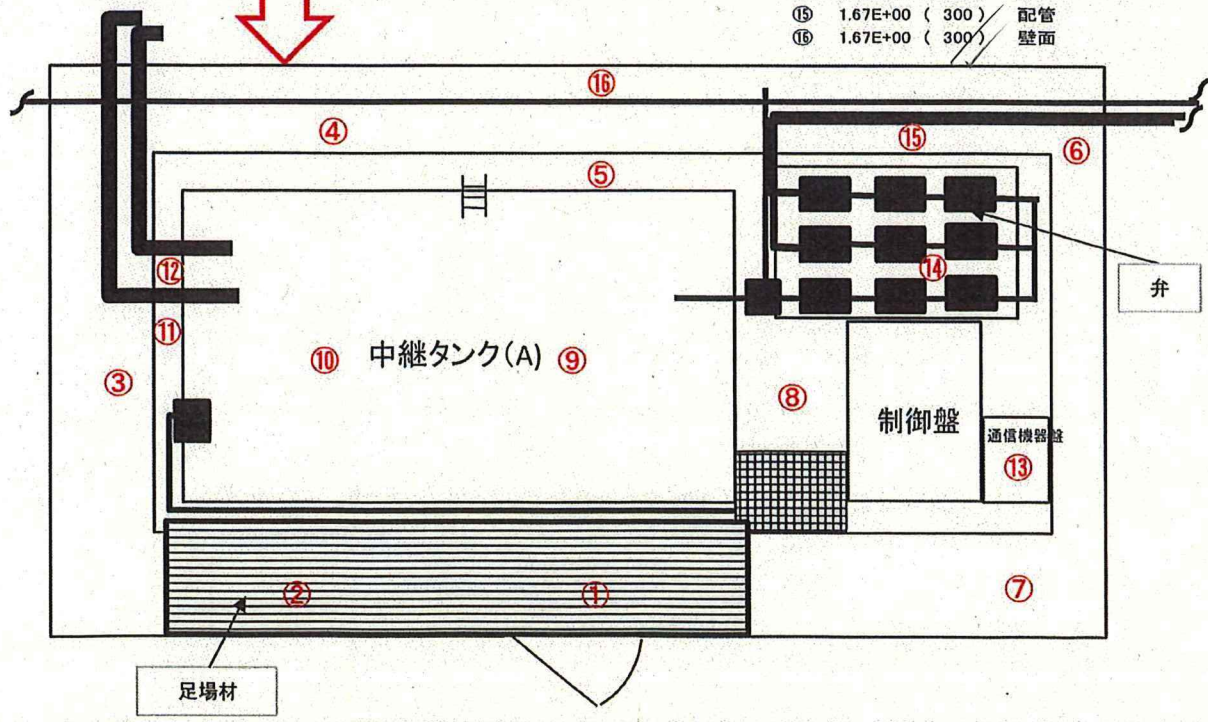 ⑮ 1.67E+00 ( 300 ) 配管
⑯ 1.67E+00 ( 300 ) 壁面
⑯
④
⑮
⑥
⑤
⑫
⑭
弁
⑪
③
⑩
中継タンク(A)
⑨
⑧
制御盤
通信機器盤
⑬
②
①
⑦
足場材